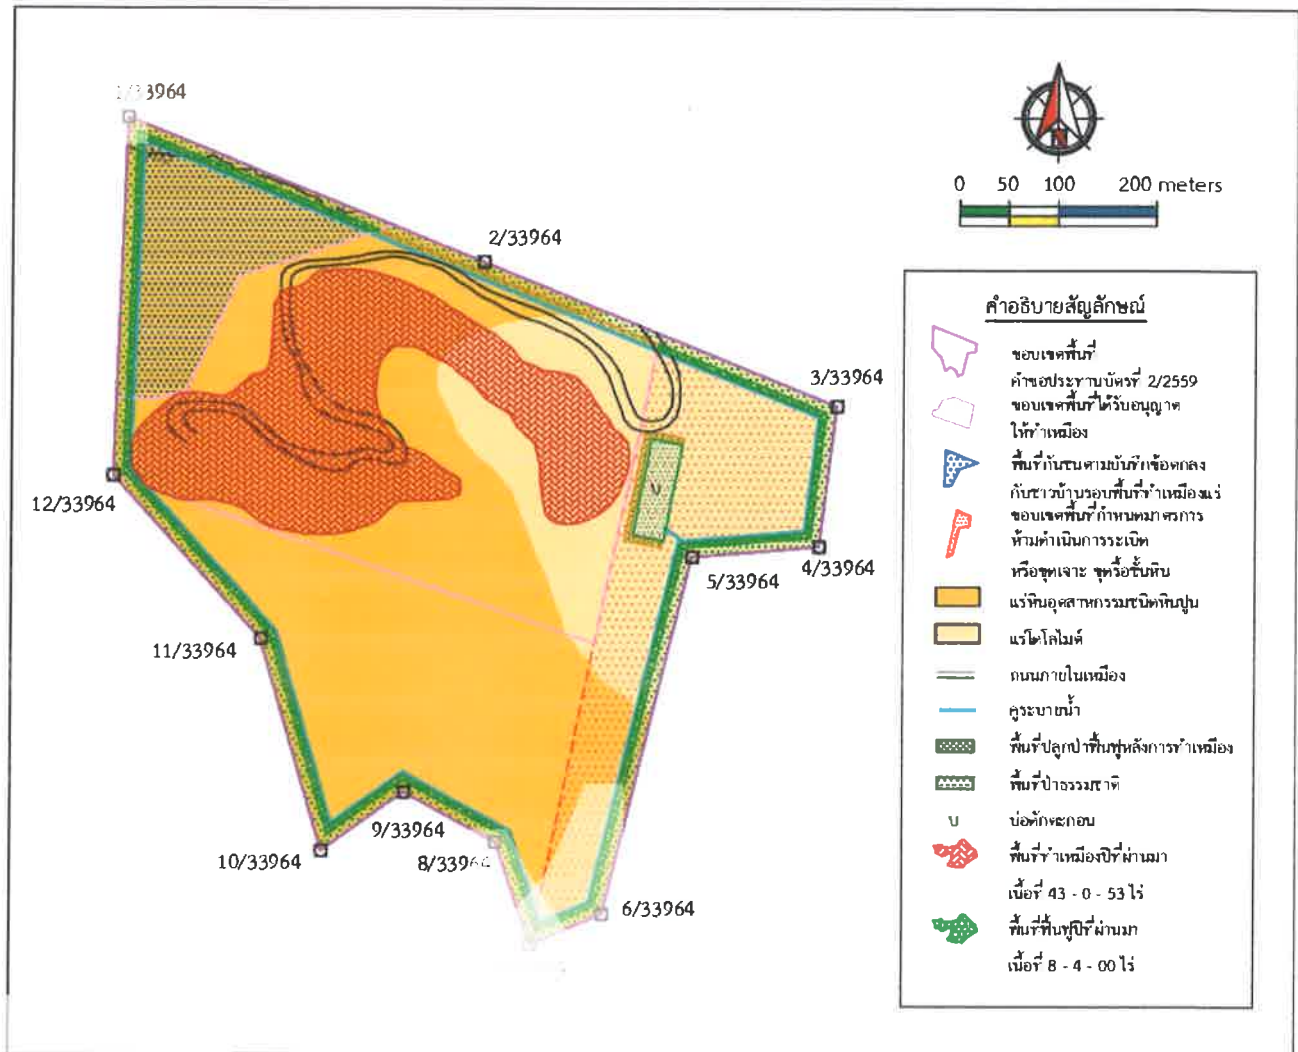 /33964
2/33964
3/33964
4/33964
5/33964
6/33964
8/33964
9/33964
10/33964
11/33964
12/33964
N
0 50 100 200 meters
คำอธิบายสัญลักษณ์
ขอบเขตพื้นที่
คำขอประทานบัตรที่ 2/2559
ขอบเขตพื้นที่ได้รับอนุญาต
ให้ทำเหมือง
พื้นที่กันชนตามบันทึกข้อตกลง
กับชาวบ้านรอบพื้นที่ทำเหมืองแร่
ขอบเขตพื้นที่กำหนดมาตรการ
ห้ามดำเนินการระเบิด
หรือขุดเจาะ ขุดรื้อชั้นหิน
แร่หินอุตสาหกรรมชนิดหินปูน
แร่โดโลไมต์
ถนนภายในเหมือง
คูระบายน้ำ
พื้นที่ปลูกป่าฟื้นฟูหลังการทำเหมือง
พื้นที่ป่าธรรมชาติ
บ่อดักตะกอน
พื้นที่ทำเหมืองปีที่ผ่านมา
เนื้อที่ 43 - 0 - 53 ไร่
พื้นที่ฟื้นฟูปีที่ผ่านมา
เนื้อที่ 8 - 4 - 00 ไร่